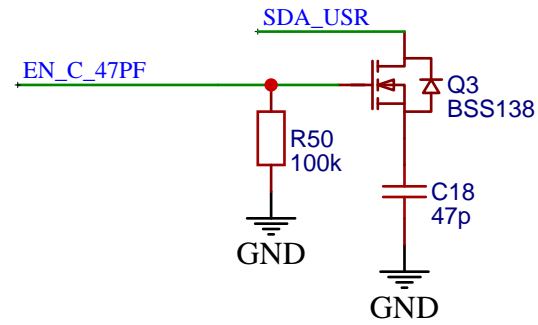 SDA_USR
EN_C_47PF
Q3
BSS138
R50
100k
C18
47p
GND
GND